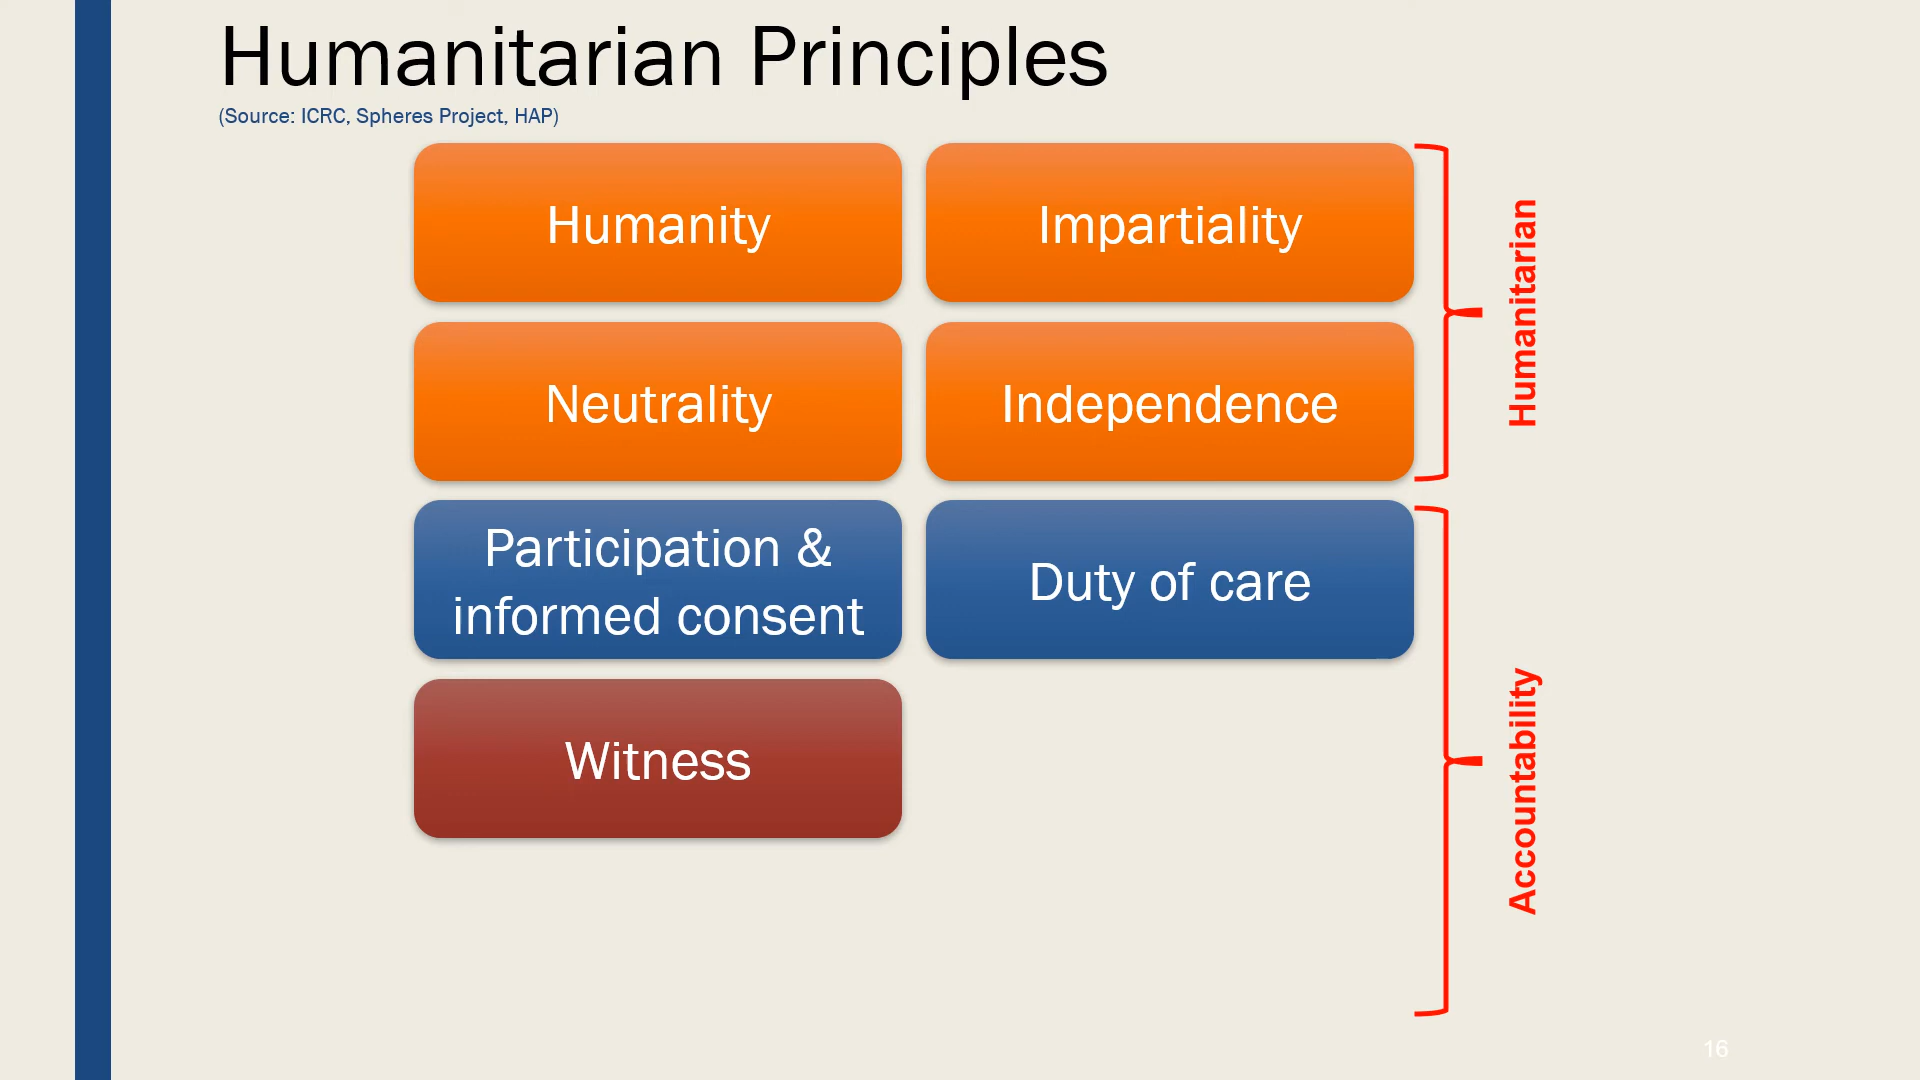 Humanitarian Principles
(Source: ICRC, Spheres Project, HAP)
Humanity
Impartiality
Neutrality
Independence
Humanitarian
Participation &
informed consent
Duty of care
Witness
Accountability
16